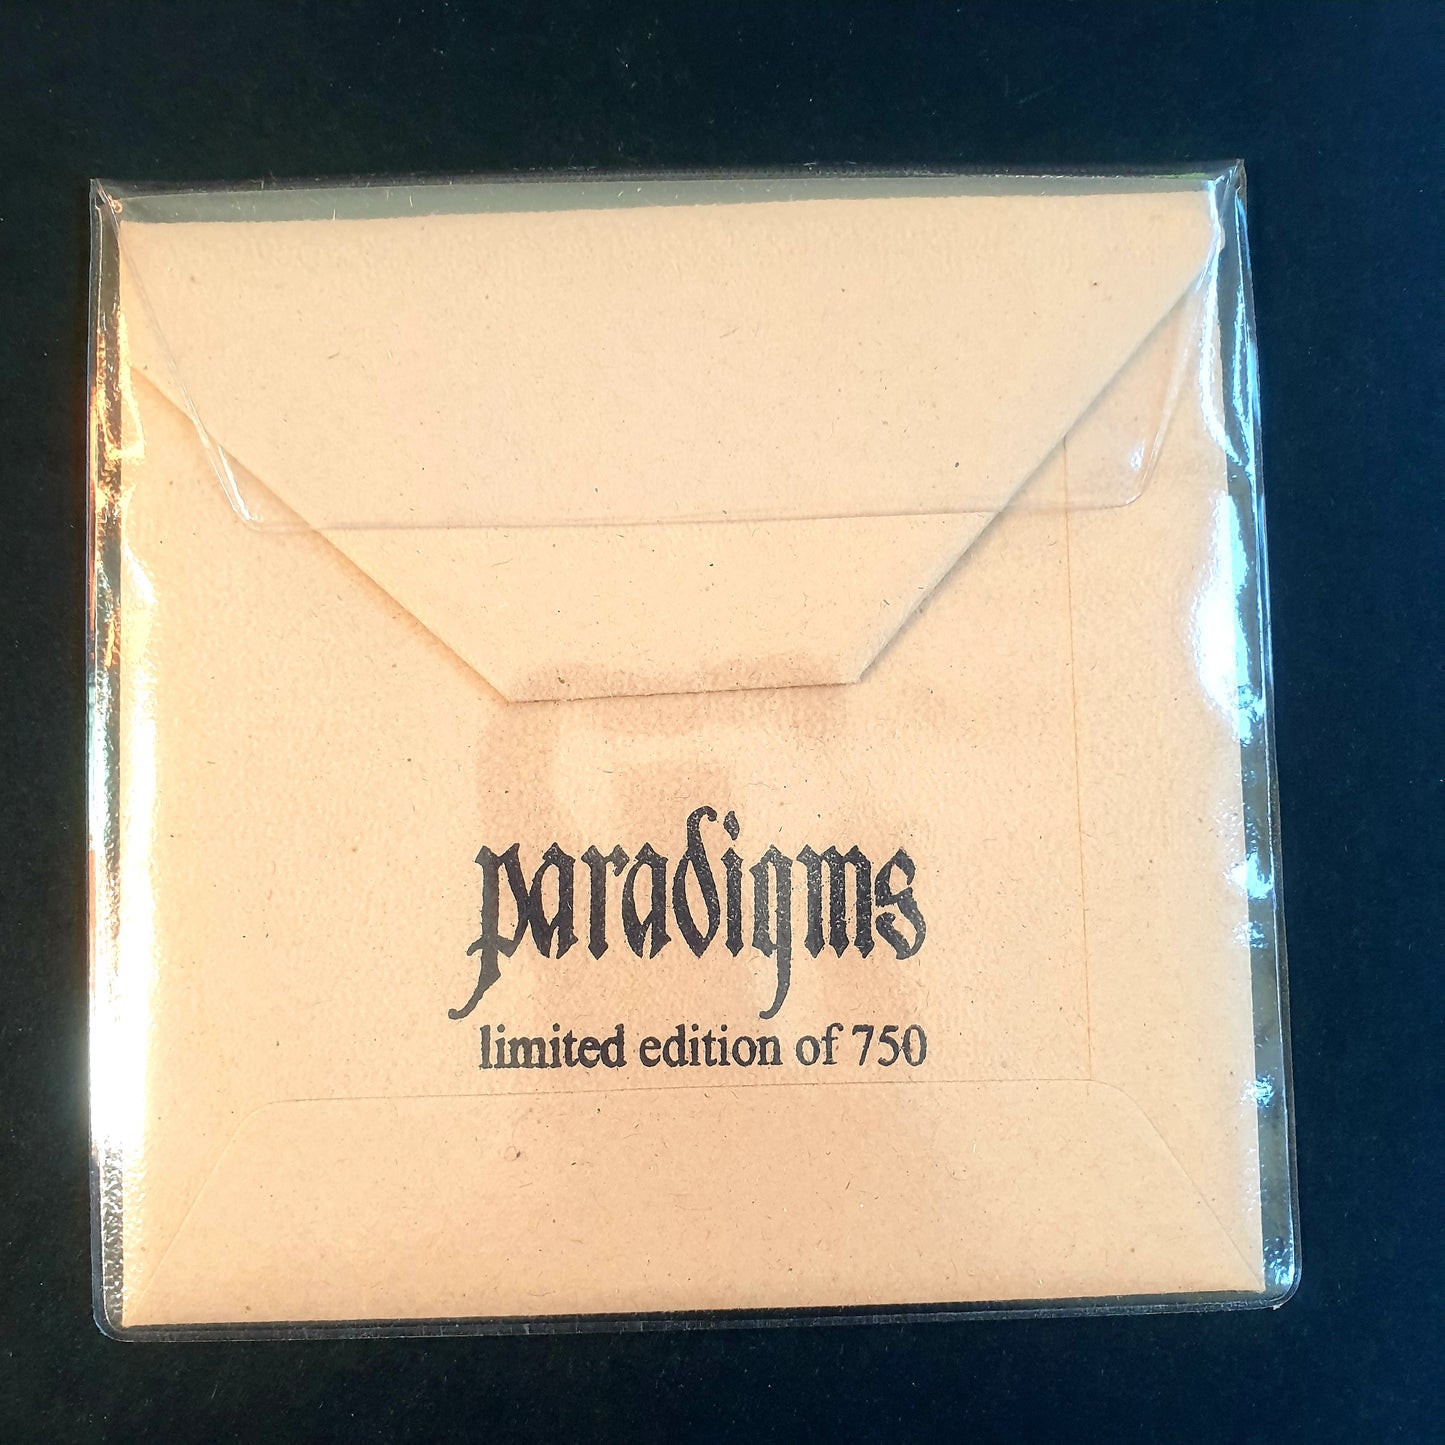 paradigms
limited edition of 750